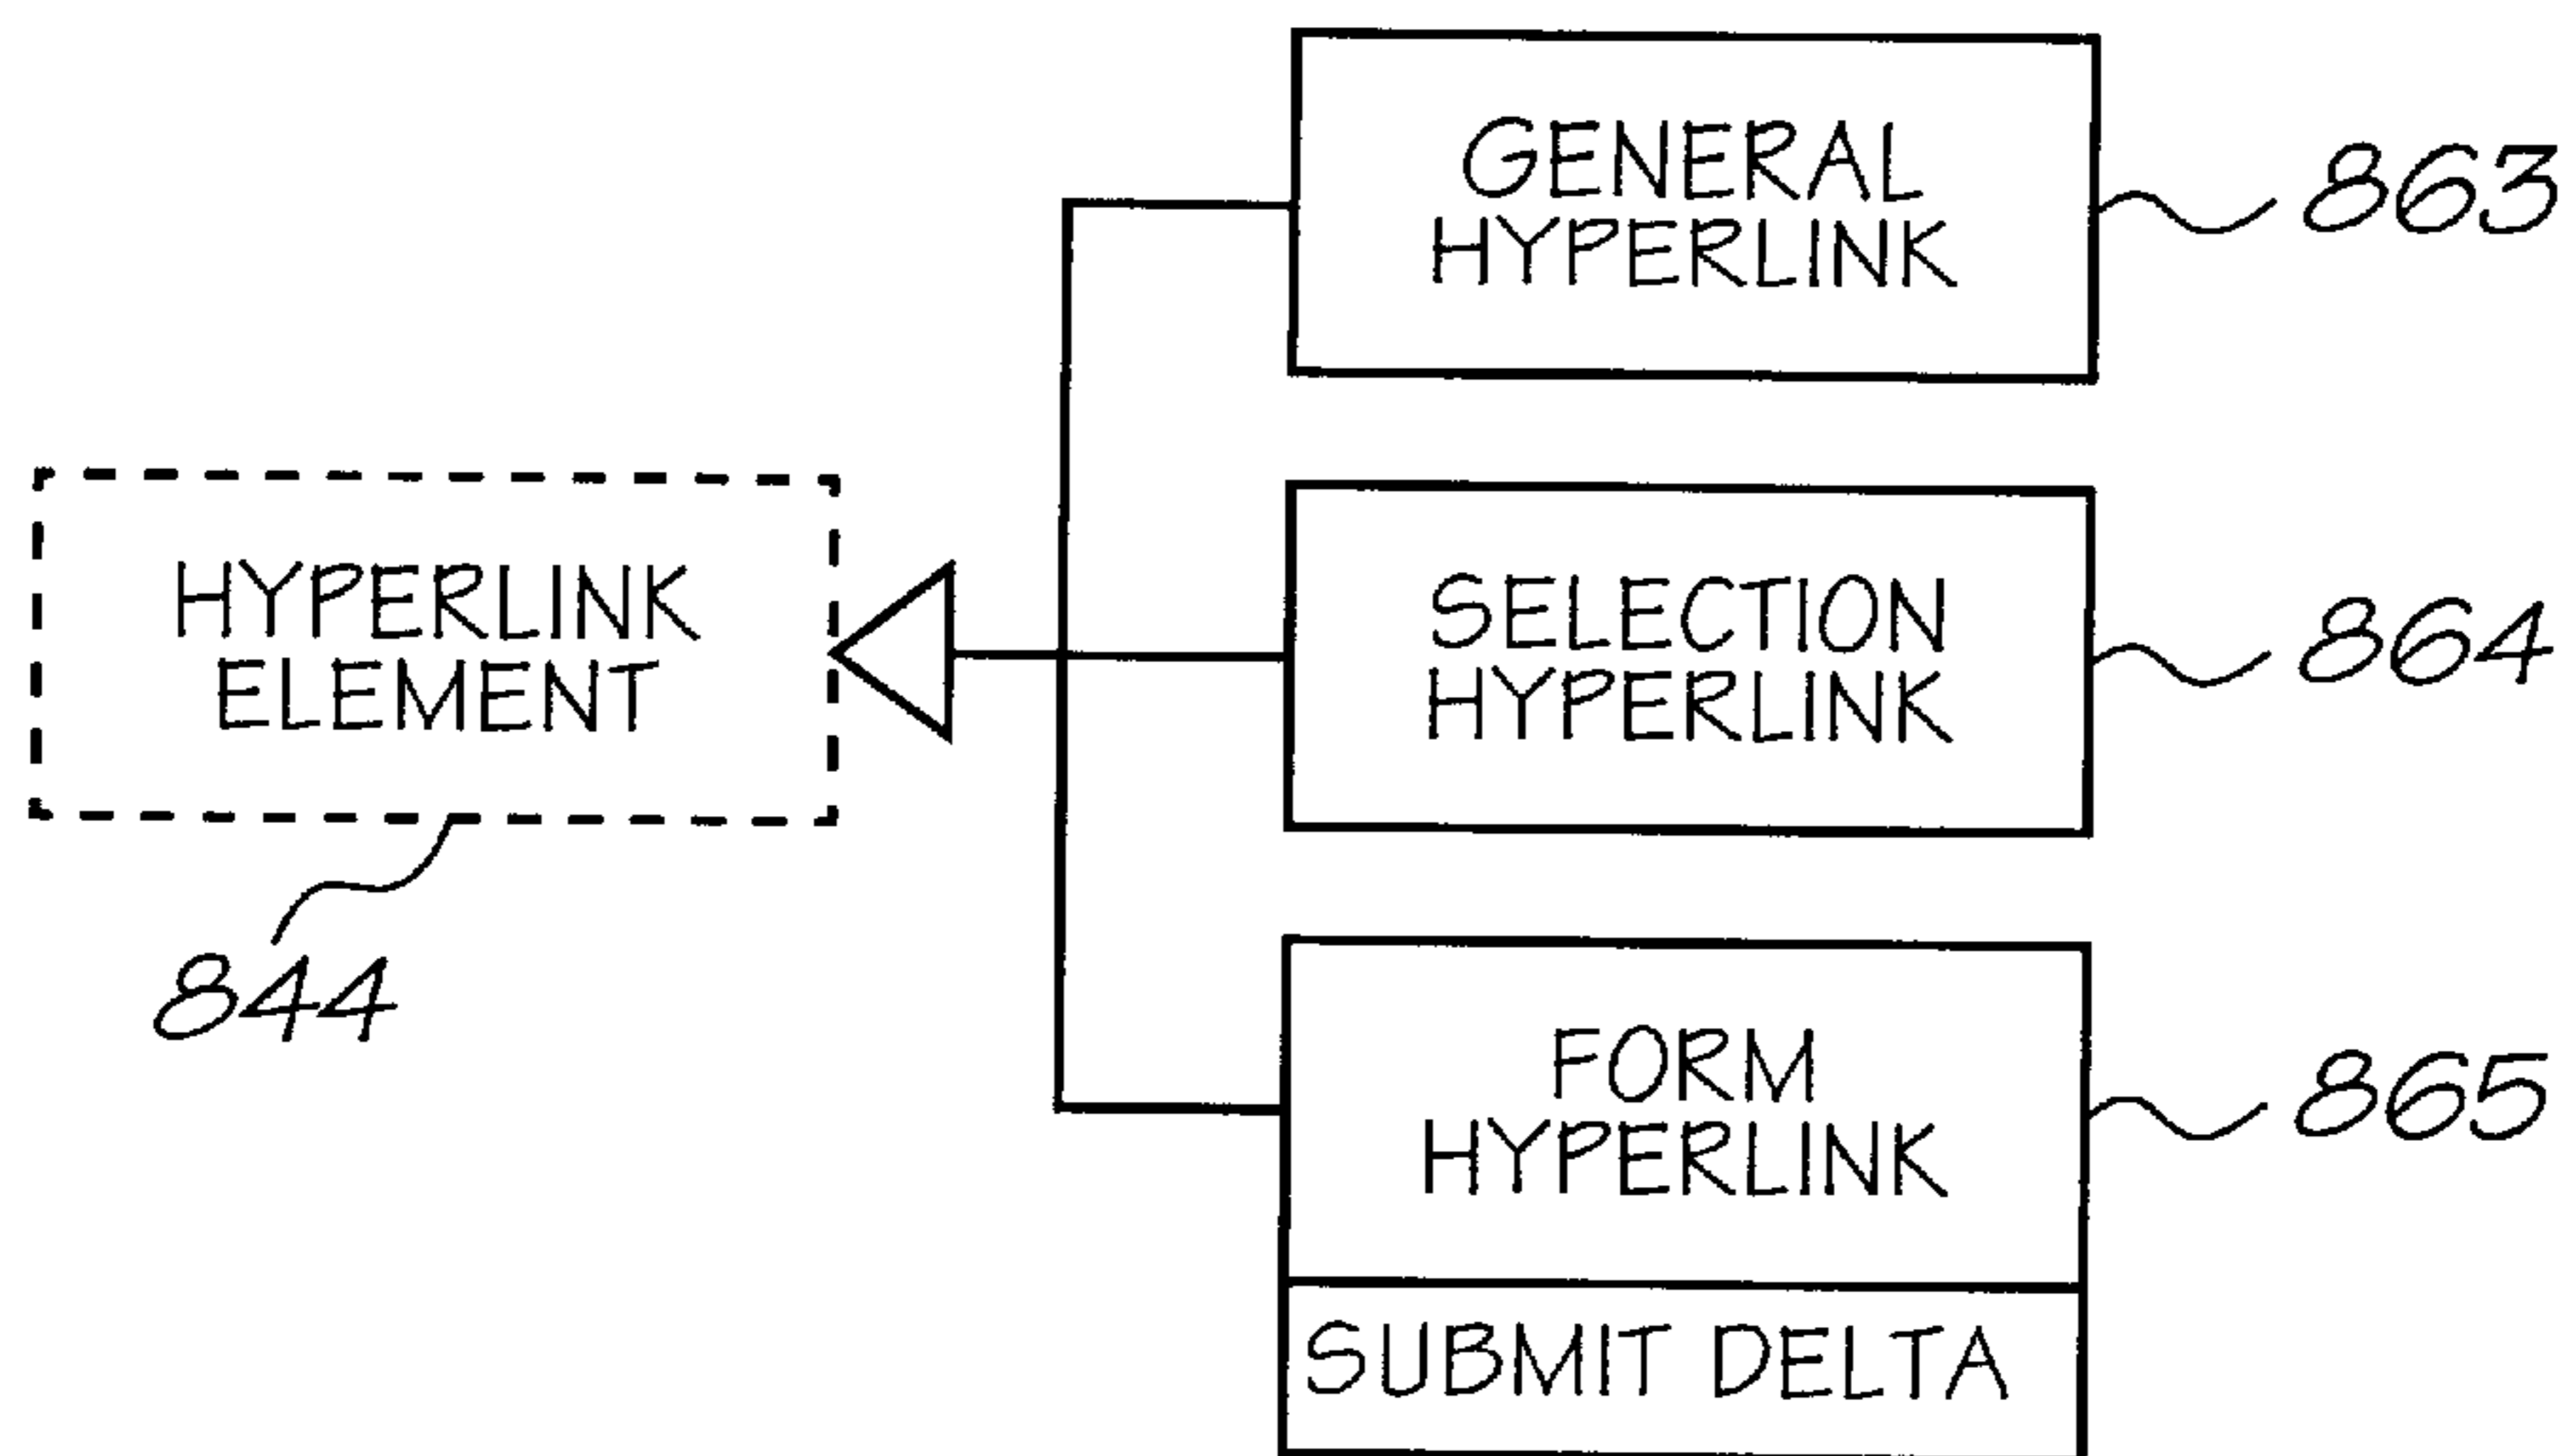 GENERAL
HYPERLINK
863
HYPERLINK
ELEMENT
844
SELECTION
HYPERLINK
864
FORM
HYPERLINK
865
SUBMIT DELTA